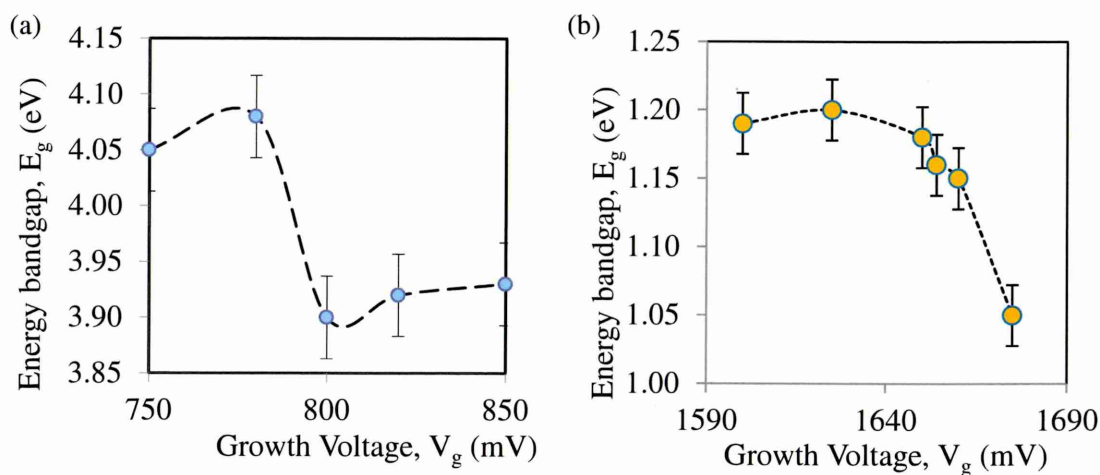 (a)
Energy bandgap, E_g (eV)
4.15
4.10
4.05
4.00
3.95
3.90
3.85
750 800 850
Growth Voltage, V_g (mV)
(b)
Energy bandgap, E_g (eV)
1.25
1.20
1.15
1.10
1.05
1.00
1590 1640 1690
Growth Voltage, V_g (mV)